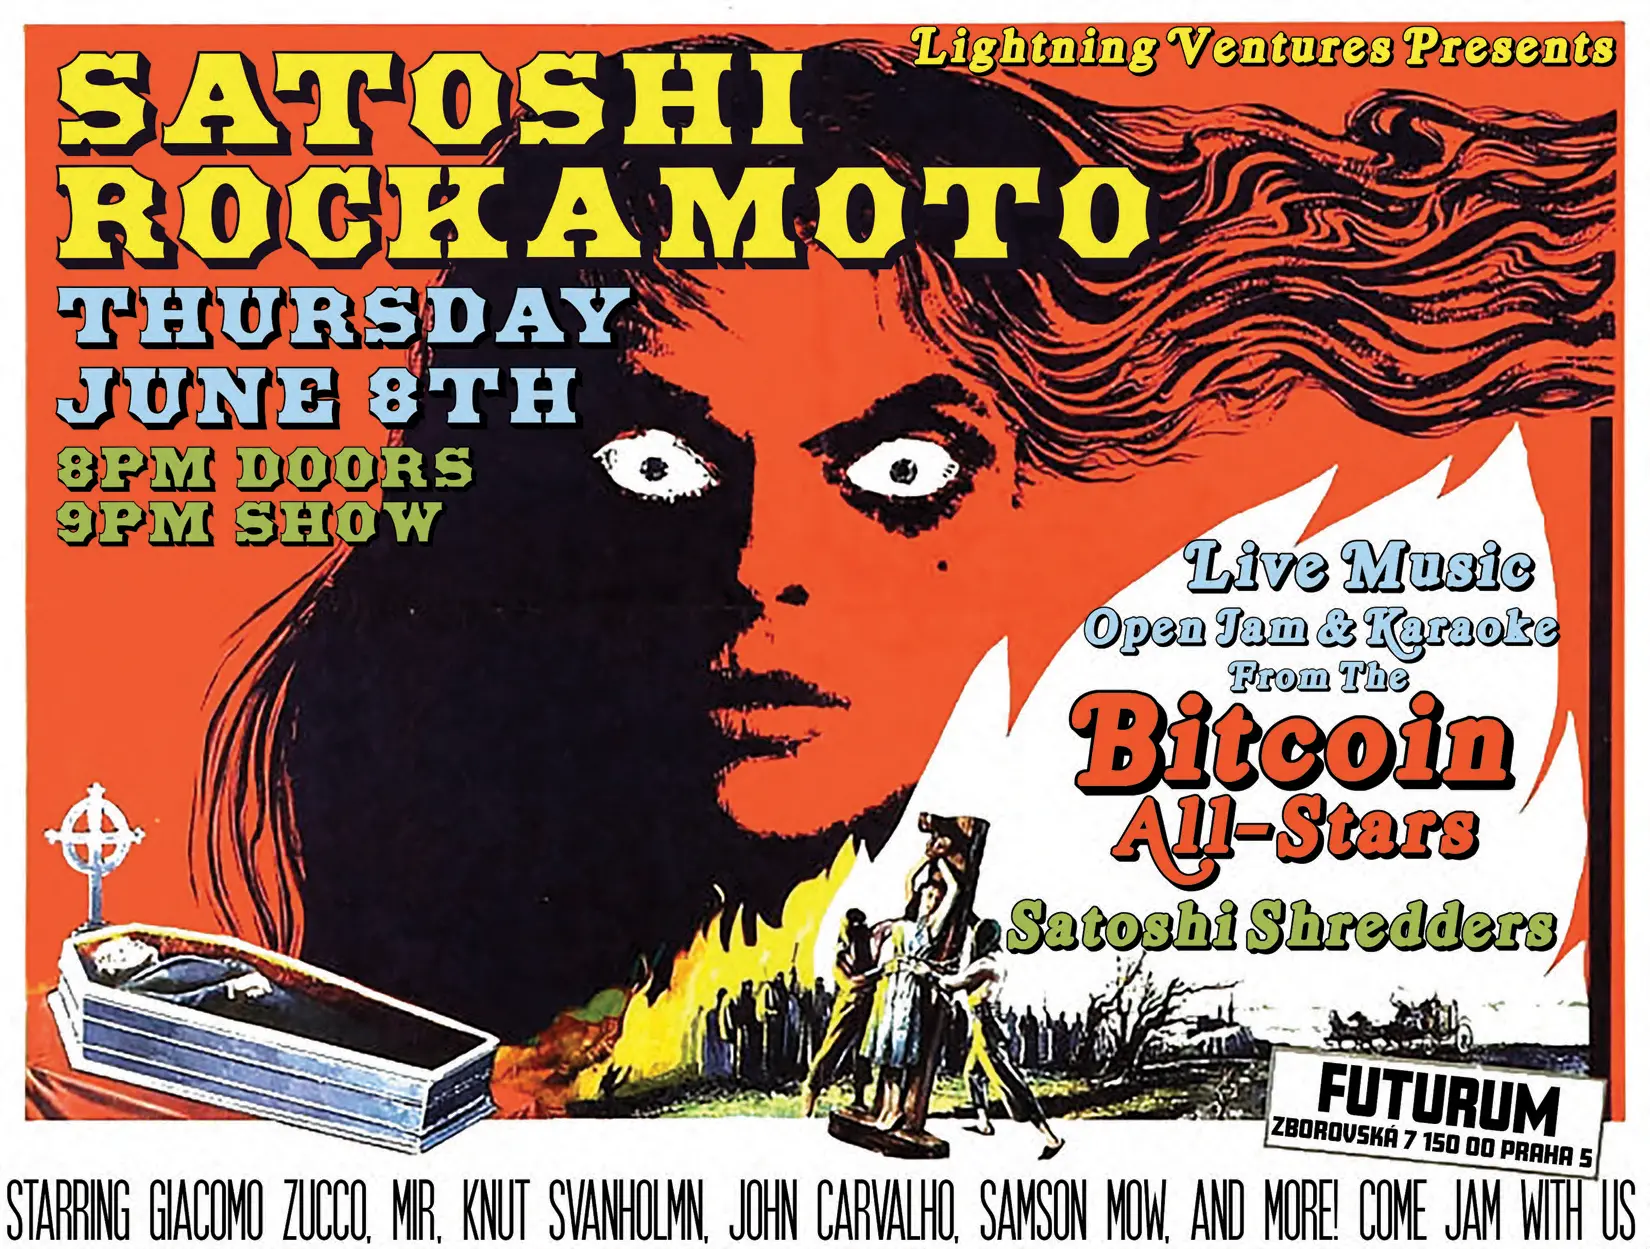 Lightning Ventures Presents
SATOSHI
ROCKAMOTO
THURSDAY
JUNE 8TH
8PM DOORS
9PM SHOW
Live Music
Open Jam & Karaoke
From The
Bitcoin
All-Stars
Satoshi Shredders
FUTURUM
ZBOROVSKÁ 7 150 00 PRAHA 5
STARRING GIACOMO ZUCCO, MIR, KNUT SVANHOLMN, JOHN CARVALHO, SAMSON MOW, AND MORE! COME JAM WITH US